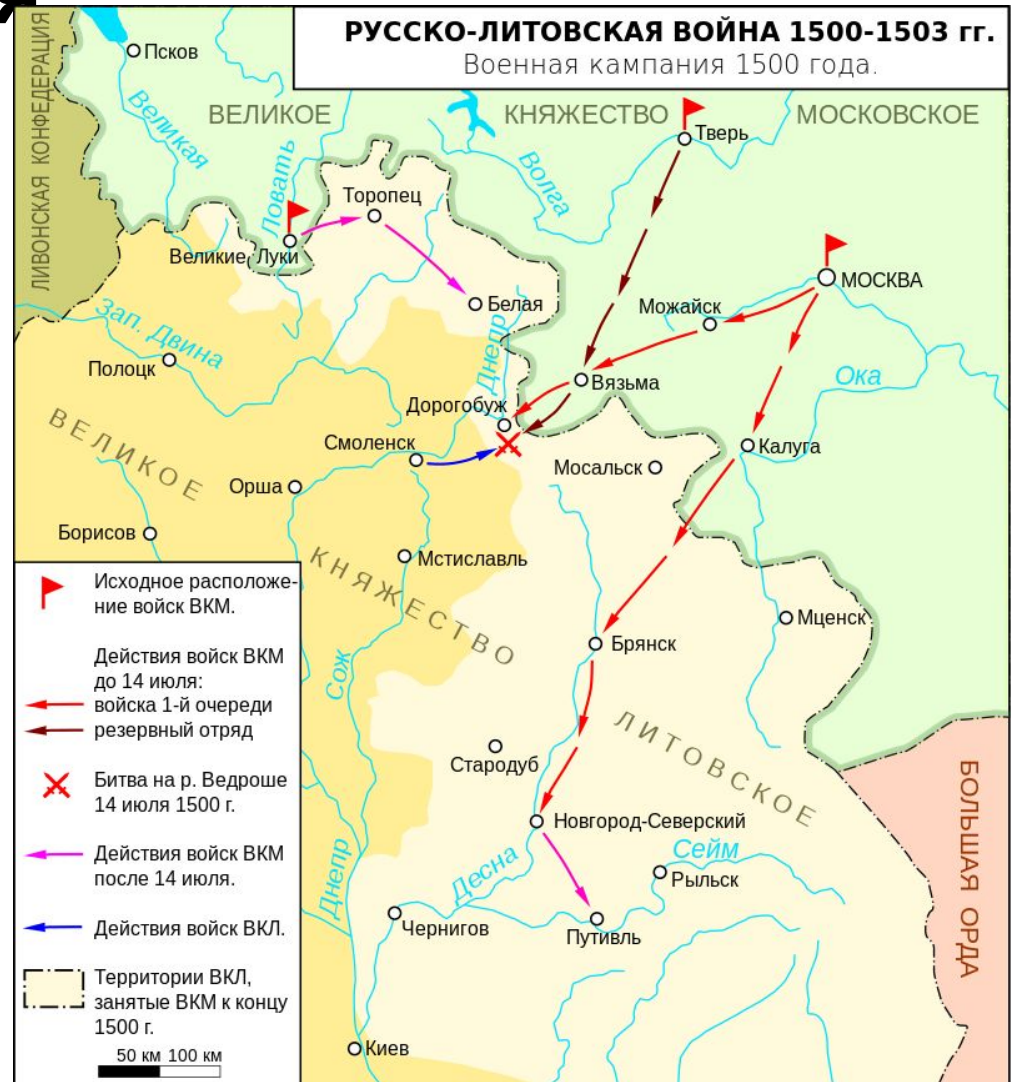 Я
РУССКО-ЛИТОВСКАЯ ВОЙНА 1500-1503 гг.
Военная кампания 1500 года.
ЛИВОНСКАЯ КОНФЕДЕРАЦИЯ
Псков
Великая
ВЕЛИКОЕ
КНЯЖЕСТВО
МОСКОВСКОЕ
Тверь
Волга
Ловать
Торопец
Великие Луки
Белая
МОСКВА
Можайск
Зап. Двина
Днепр
Полоцк
Вязьма
Ока
Дорогобуж
Смоленск
Калуга
Мосальск
ВЕЛИКОЕ
Орша
Борисов
Мстиславль
КНЯЖЕСТВО
Мценск
Брянск
Сож
ЛИТОВСКОЕ
Стародуб
Новгород-Северский
БОЛЬШАЯ ОРДА
Десна
Сейм
Рыльск
Днепр
Чернигов
Путивль
Киев
Исходное расположе-
ние войск ВКМ.
Действия войск ВКМ
до 14 июля:
войска 1-й очереди
резервный отряд
Битва на р. Ведроше
14 июля 1500 г.
Действия войск ВКМ
после 14 июля.
Действия войск ВКЛ.
Территории ВКЛ,
занятые ВКМ к концу
1500 г.
50 км 100 км